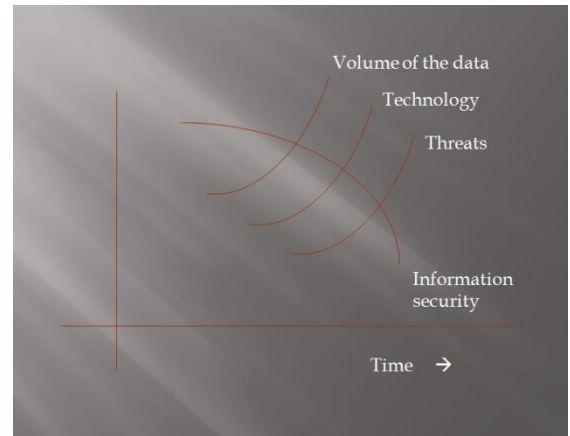 Volume of the data
Technology
Threats
Information
security
Time →